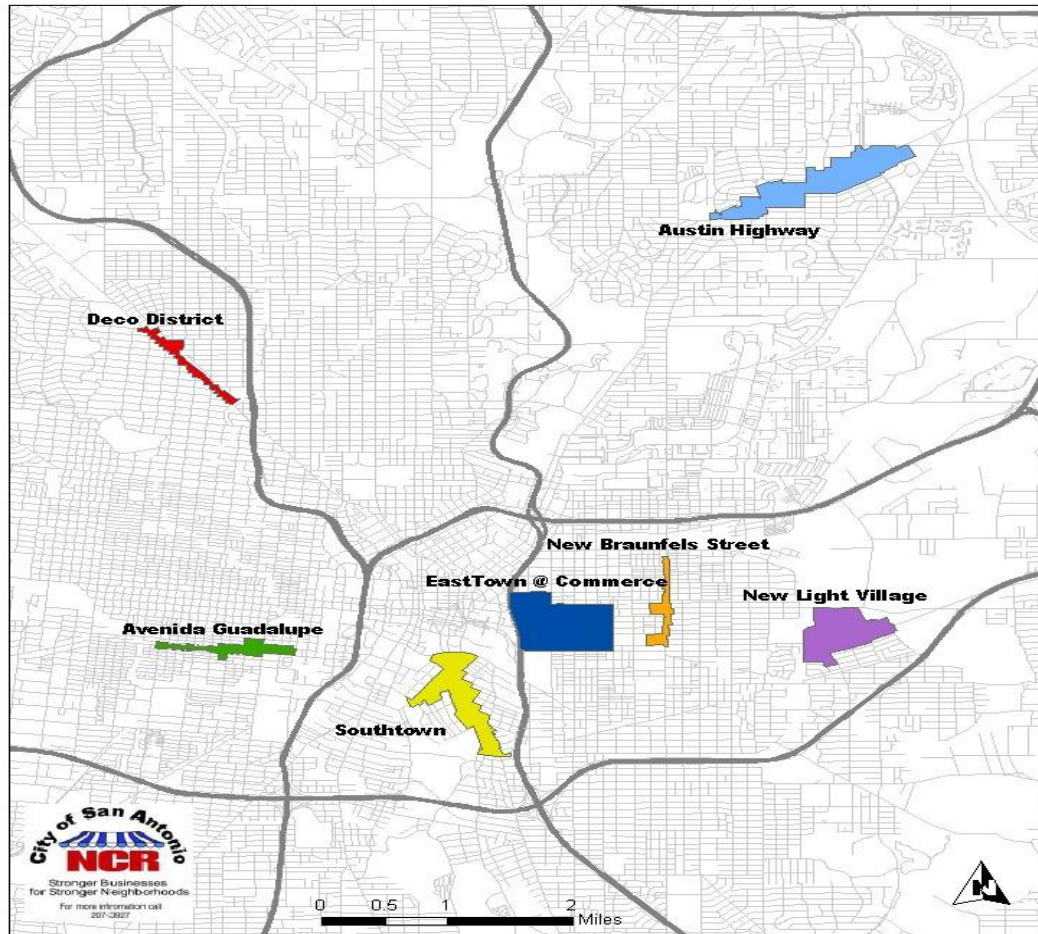 Austin Highway
Deco District
New Braunfels Street
EastTown @ Commerce
New Light Village
Avenida Guadalupe
Southtown
City of San Antonio
NCR
Stronger Businesses
for Stronger Neighborhoods
For more infromation call
207-3927
0 0.5 1 2
Miles
N